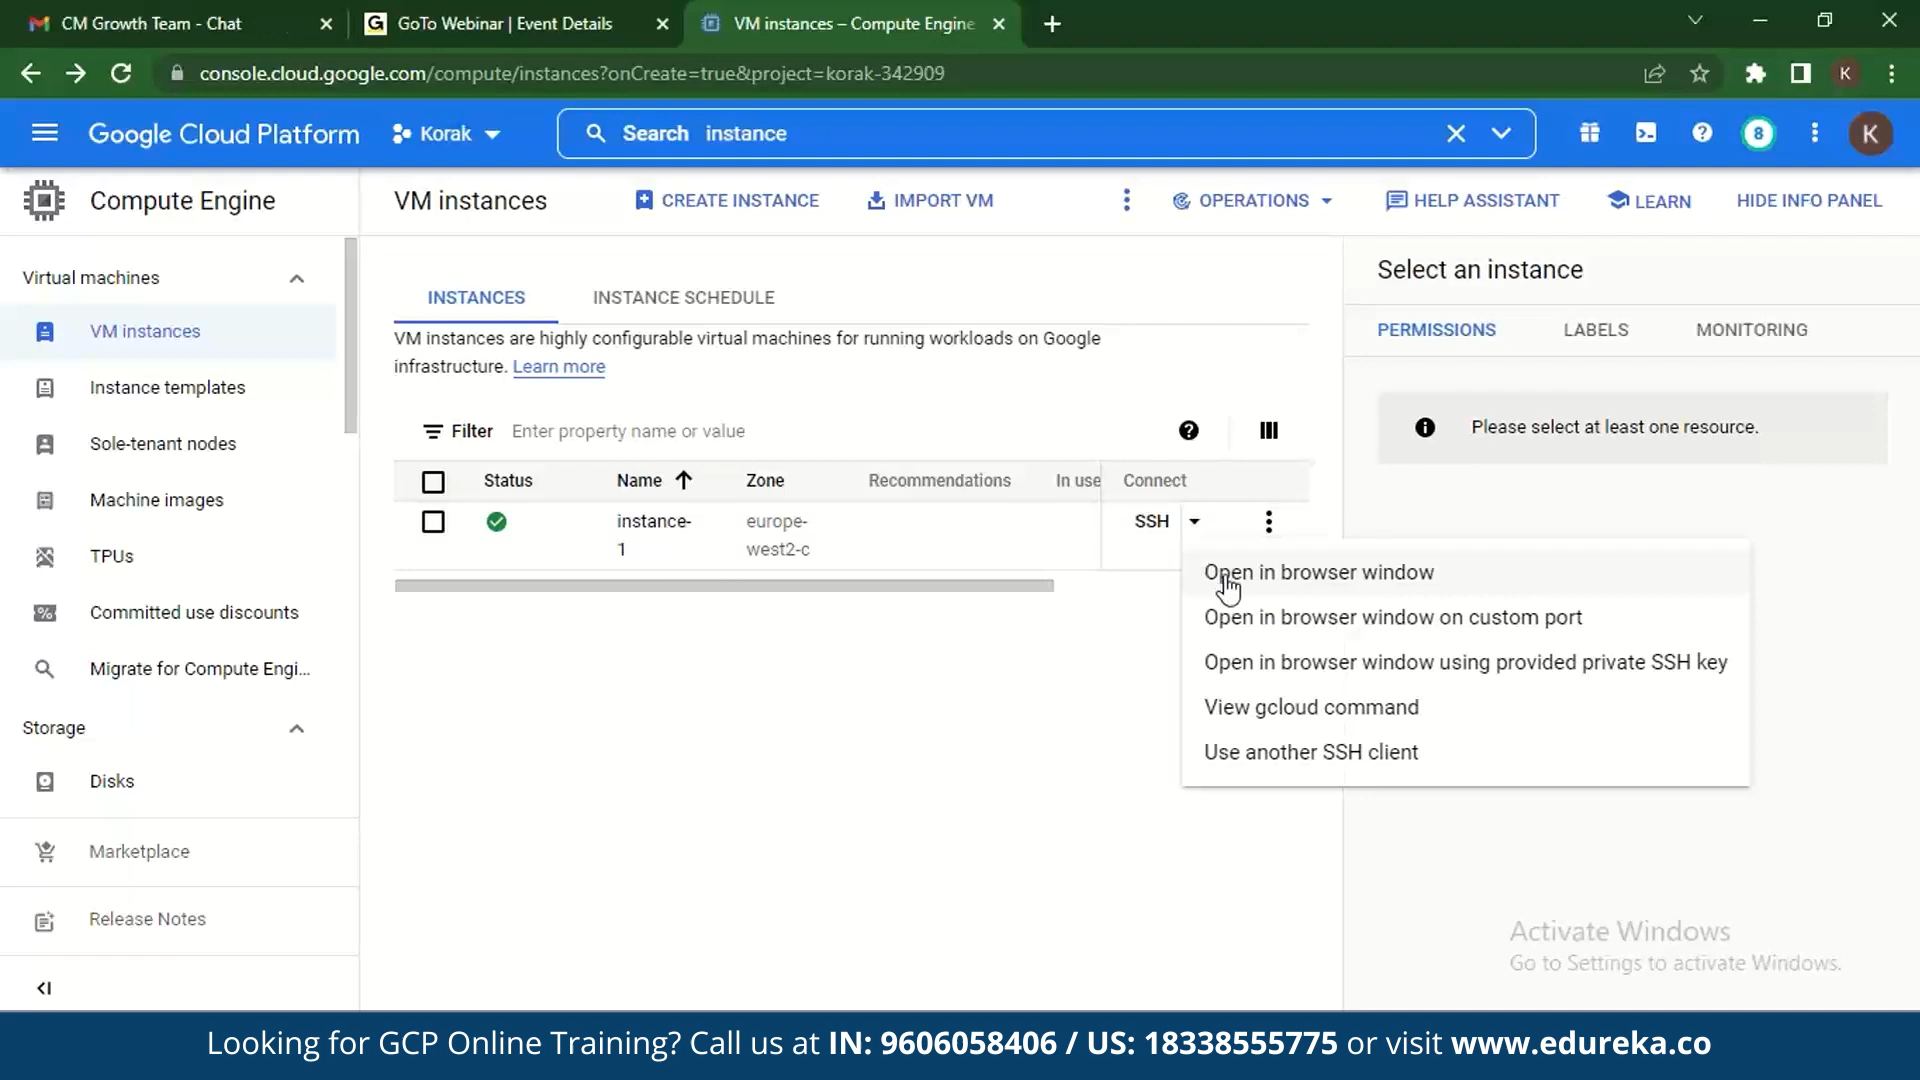 CM Growth Team - Chat
GoTo Webinar | Event Details
VM instances – Compute Engine
console.cloud.google.com/compute/instances?onCreate=true&project=korak-342909
K
Google Cloud Platform
Korak
Search instance
8
K
Compute Engine
VM instances
CREATE INSTANCE
IMPORT VM
OPERATIONS
HELP ASSISTANT
LEARN
HIDE INFO PANEL
Virtual machines
VM instances
Instance templates
Sole-tenant nodes
Machine images
TPUs
Committed use discounts
Migrate for Compute Engi...
Storage
Disks
Marketplace
Release Notes
INSTANCES
INSTANCE SCHEDULE
VM instances are highly configurable virtual machines for running workloads on Google
infrastructure. Learn more
Filter Enter property name or value
Status Name Zone Recommendations In use Connect
instance-
1
europe-
west2-c
SSH
Open in browser window
Open in browser window on custom port
Open in browser window using provided private SSH key
View gcloud command
Use another SSH client
Select an instance
PERMISSIONS
LABELS
MONITORING
Please select at least one resource.
Activate Windows
Go to Settings to activate Windows.
Looking for GCP Online Training? Call us at IN: 9606058406 / US: 18338555775 or visit www.edureka.co